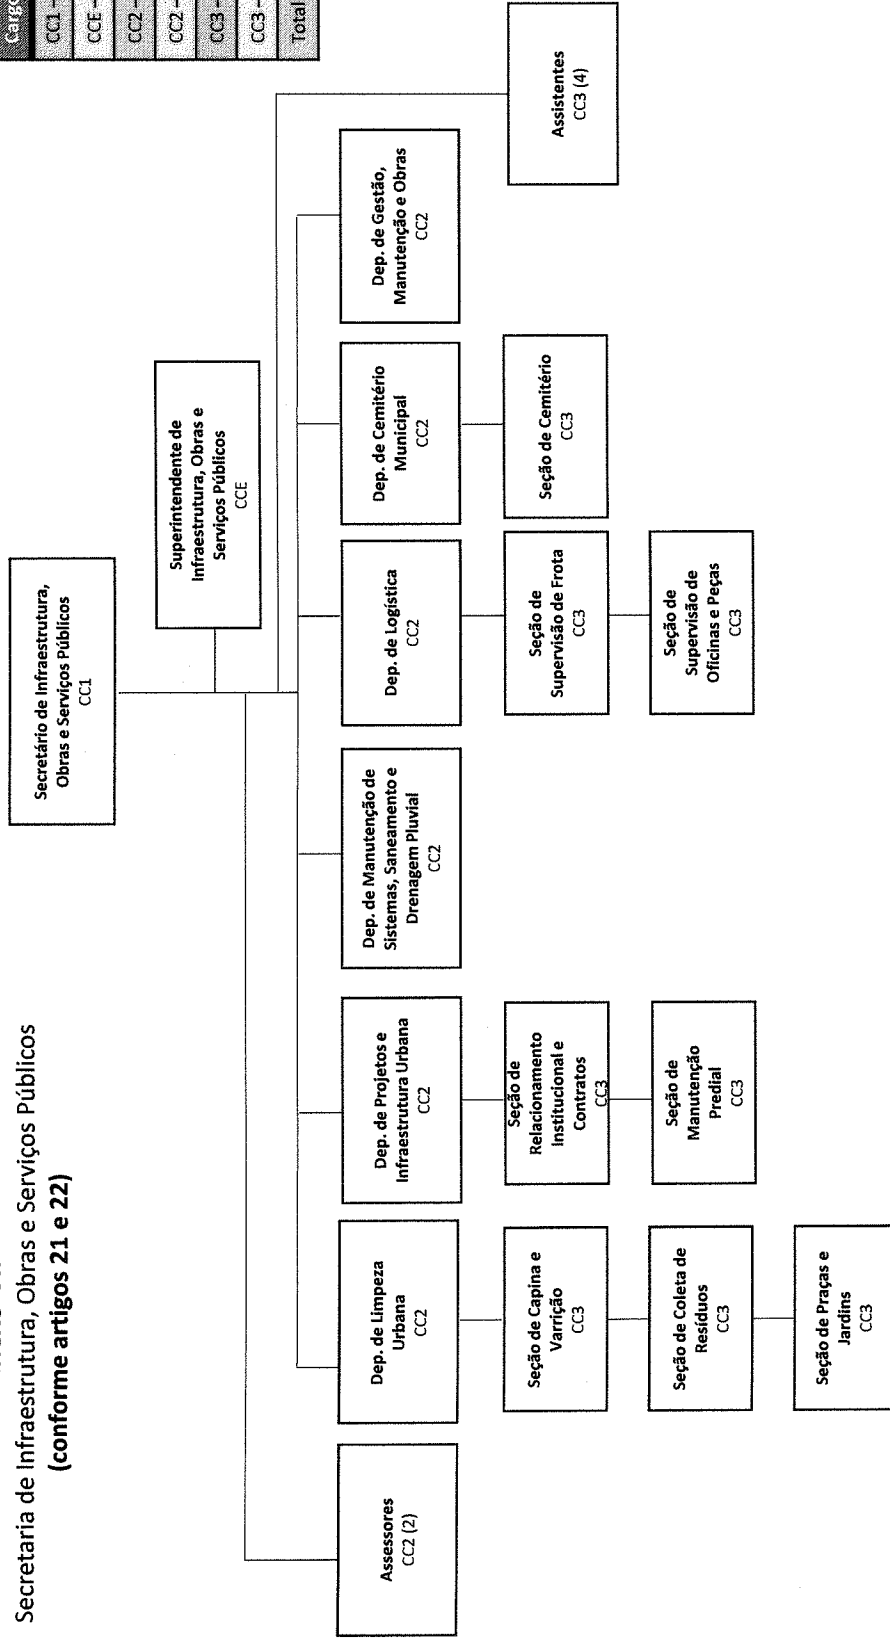 Secretaria de Infraestrutura, Obras e Serviços Públicos
(conforme artigos 21 e 22)
Cargo
CC1 –
CCE –
CC2 –
CC2 –
CC3 –
CC3 –
Total
Secretário de Infraestrutura,
Obras e Serviços Públicos
CC1
Superintendente de
Infraestrutura, Obras e
Serviços Públicos
CCE
Assessores
CC2 (2)
Dep. de Limpeza
Urbana
CC2
Dep. de Projetos e
Infraestrutura Urbana
CC2
Dep. de Manutenção de
Sistemas, Saneamento e
Drenagem Pluvial
CC2
Dep. de Logística
CC2
Dep. de Cemitério
Municipal
CC2
Dep. de Gestão,
Manutenção e Obras
CC2
Assistentes
CC3 (4)
Seção de Capina e
Varrição
CC3
Seção de
Relacionamento
Institucional e
Contratos
CC3
Seção de
Supervisão de Frota
CC3
Seção de Cemitério
CC3
Seção de Coleta de
Resíduos
CC3
Seção de
Manutenção
Predial
CC3
Seção de
Supervisão de
Oficinas e Peças
CC3
Seção de Praças e
Jardins
CC3